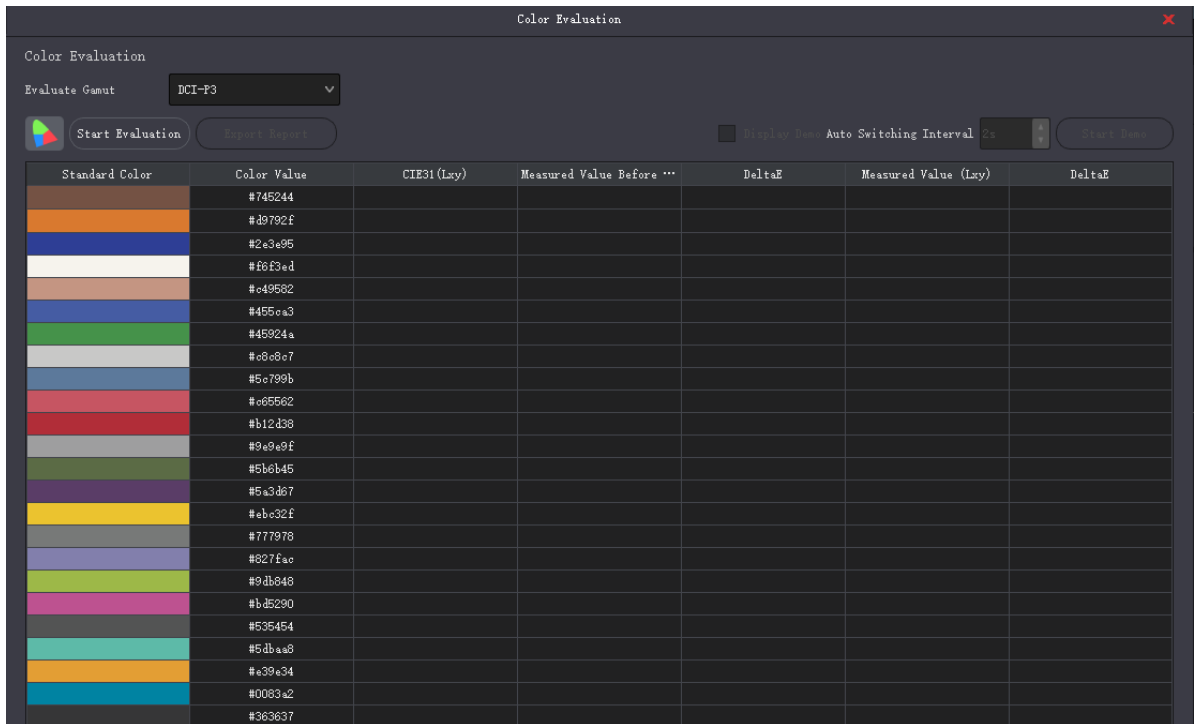 Color Evaluation
Color Evaluation
Evaluate Gamut DCI-P3
Start Evaluation Export Report Display Demo Auto Switching Interval 2s Start Demo
Standard Color Color Value CIE31(Lxy) Measured Value Before ··· DeltaE Measured Value (Lxy) DeltaE
#745244
#d9792f
#2e3e95
#f6f3ed
#c49582
#455ca3
#45924a
#c8c8c7
#5c799b
#c65562
#b12d38
#9e9e9f
#5b6b45
#5a3d67
#ebc32f
#777978
#827fac
#9db848
#bd5290
#535454
#5dbaa8
#e39e34
#0083a2
#363637